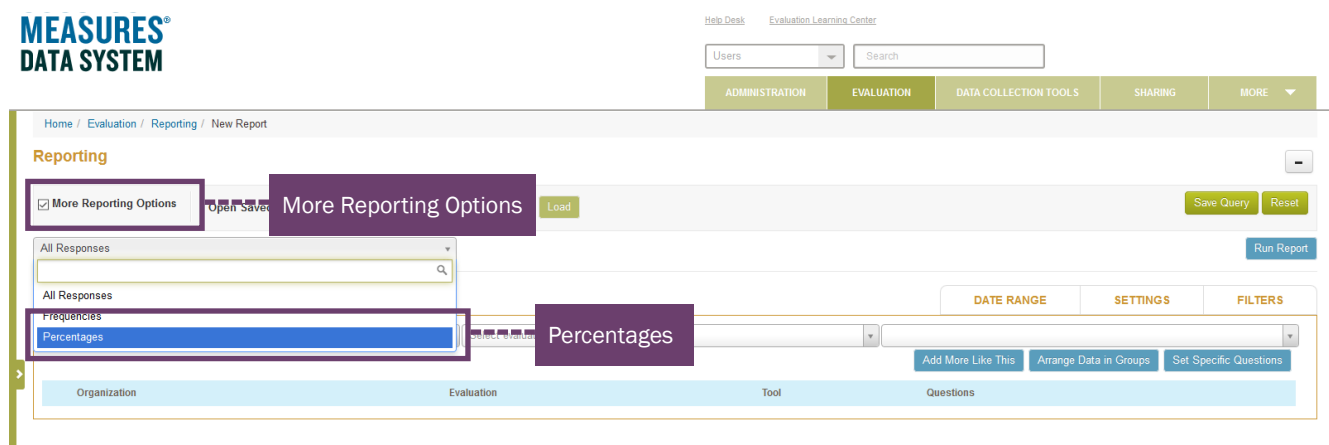 MEASURES®
DATA SYSTEM
Help Desk Evaluation Learning Center
Users Search
ADMINISTRATION EVALUATION DATA COLLECTION TOOLS SHARING MORE
Home / Evaluation / Reporting / New Report
Reporting
More Reporting Options Open Saved More Reporting Options Load Save Query Reset
All Responses Run Report
All Responses
DATE RANGE SETTINGS FILTERS
Frequencies
Percentages Select Percentages
Add More Like This Arrange Data in Groups Set Specific Questions
Organization Evaluation Tool Questions